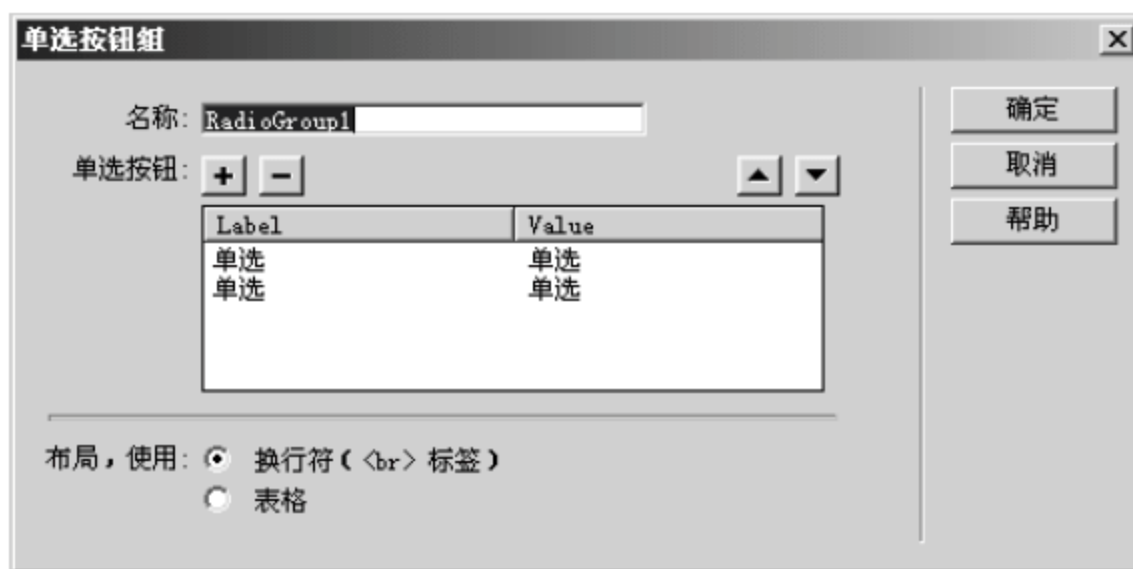 单选按钮组
名称: RadioGroup1
确定
单选按钮:
取消
帮助
Label Value
单选 单选
单选 单选
布局，使用: 换行符(<br> 标签)
表格